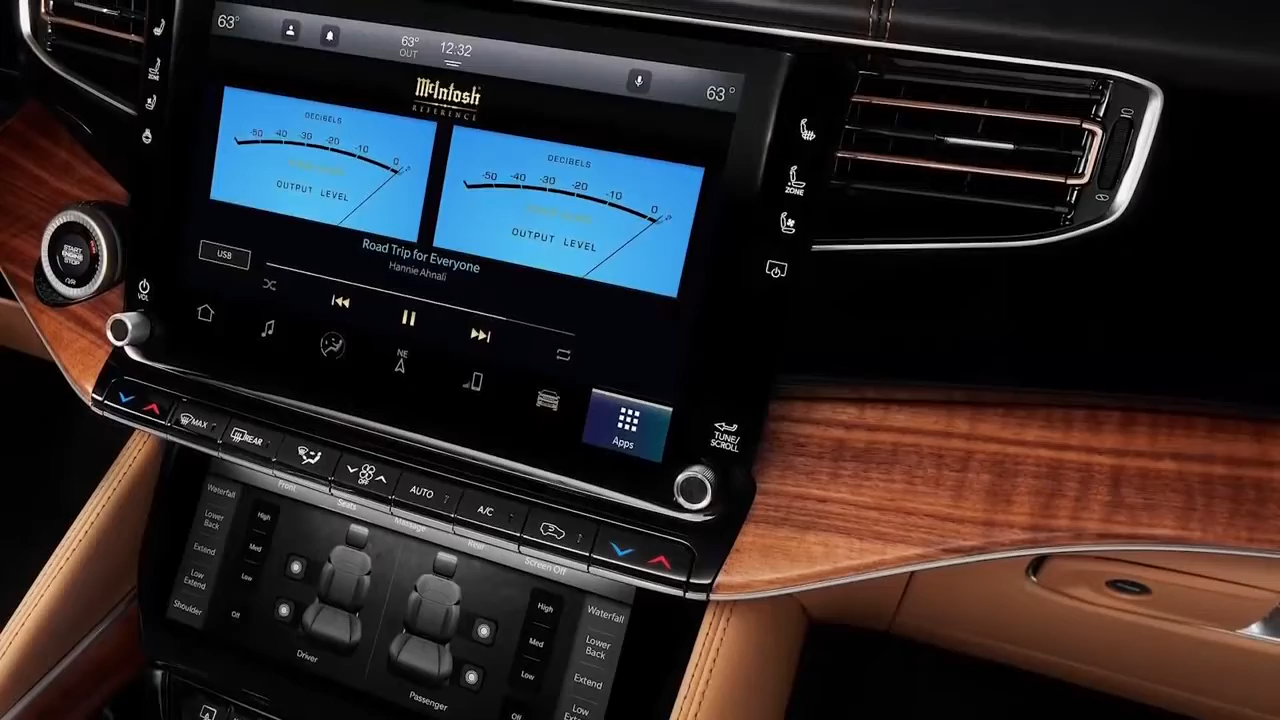 63°
63°
OUT
12:32
63°
McIntosh
REFERENCE
DECIBELS
-50 -40 -30 -20 -10 0
OUTPUT LEVEL
DECIBELS
-50 -40 -30 -20 -10 0
OUTPUT LEVEL
ZONE
START
ENGINE
STOP
USB
Road Trip for Everyone
Hannie Ahnali
VOL
NE
Apps
TUNE/
SCROLL
MAX
REAR
OFF
AUTO
A/C
Front
Seats
Massage
Rear
Screen Off
Waterfall
Lower
Back
Extend
Low
Extend
Shoulder
High
Med
Low
Off
Driver
Passenger
High
Med
Low
Off
Waterfall
Lower
Back
Extend
Low